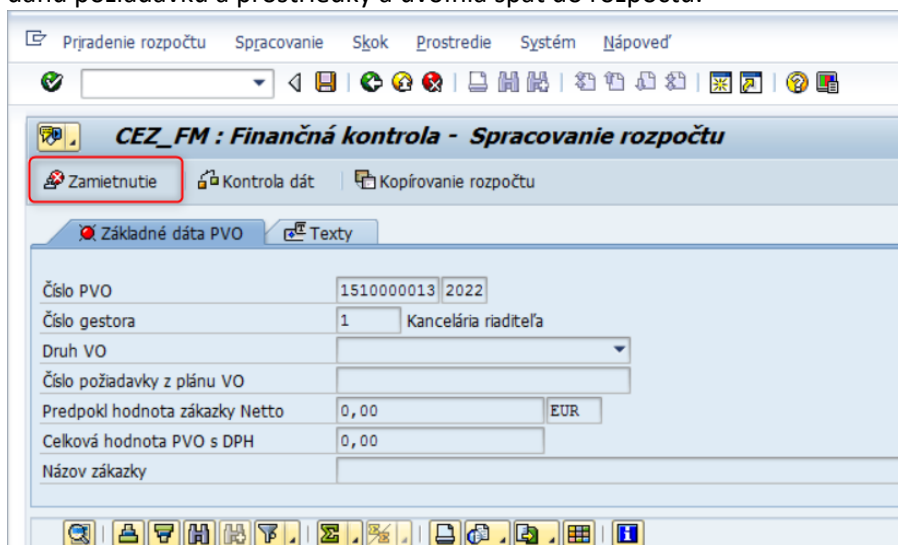 Priradenie rozpočtu Spracovanie Skok Prostredie Systém Nápoveď
CEZ_FM : Finančná kontrola - Spracovanie rozpočtu
Zamietnutie Kontrola dát Kopírovanie rozpočtu
Základné dáta PVO Texty
Číslo PVO 1510000013 2022
Číslo gestora 1 Kancelária riaditeľa
Druh VO
Číslo požiadavky z plánu VO
Predpokl hodnota zákazky Netto 0,00 EUR
Celková hodnota PVO s DPH 0,00
Názov zákazky